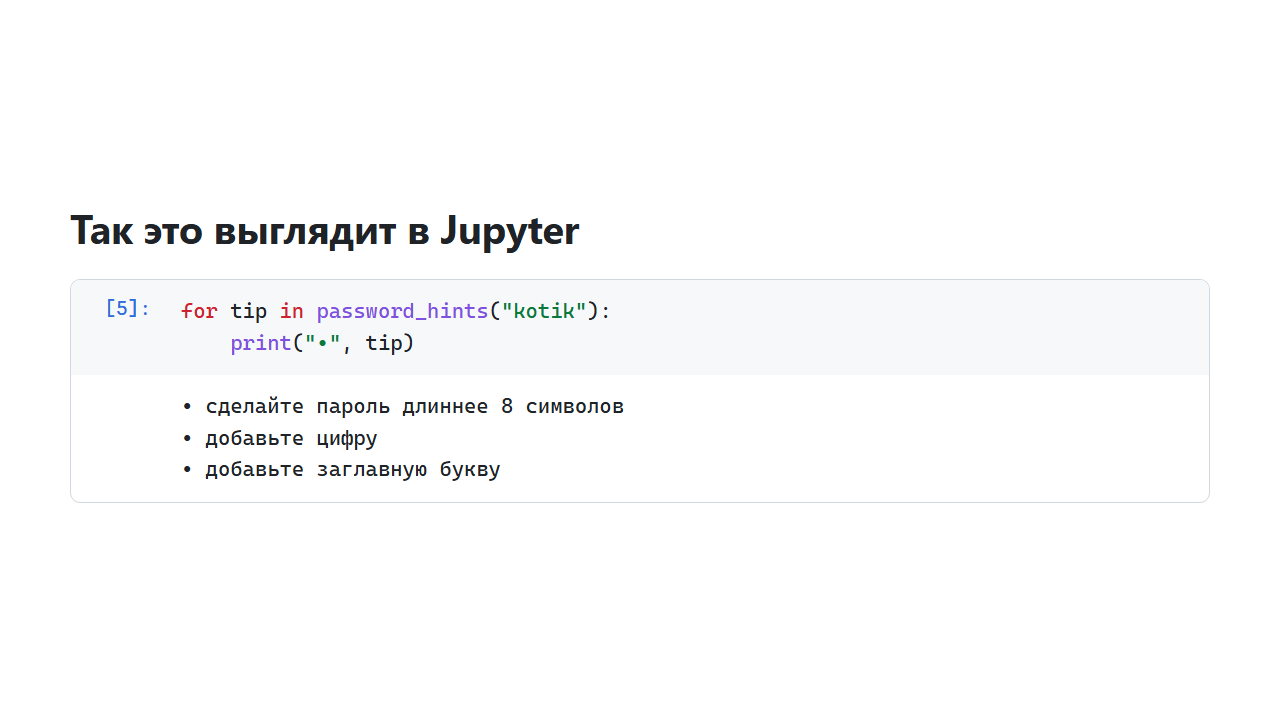 Так это выглядит в Jupyter
[5]: for tip in password_hints("kotik"):
print("•", tip)
• сделайте пароль длиннее 8 символов
• добавьте цифру
• добавьте заглавную букву